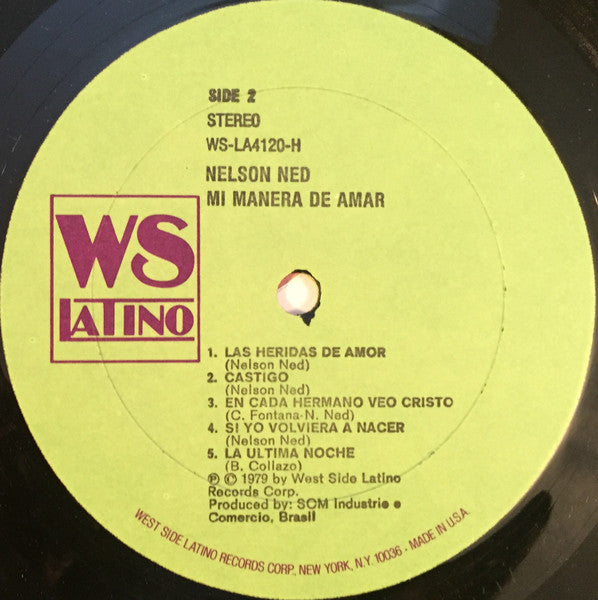 SIDE 2
STEREO
WS-LA4120-H
NELSON NED
MI MANERA DE AMAR
WS
LATINO
1. LAS HERIDAS DE AMOR
(Nelson Ned)
2. CASTIGO
(Nelson Ned)
3. EN CADA HERMANO VEO CRISTO
(C. Fontana-N. Ned)
4. SI YO VOLVIERA A NACER
(Nelson Ned)
5. LA ULTIMA NOCHE
(B. Collazo)
℗ © 1979 by West Side Latino
Records Corp.
Produced by: SOM Industrie e
Comercio, Brasil
WEST SIDE LATINO RECORDS CORP., NEW YORK, N.Y. 10036 - MADE IN U.S.A.